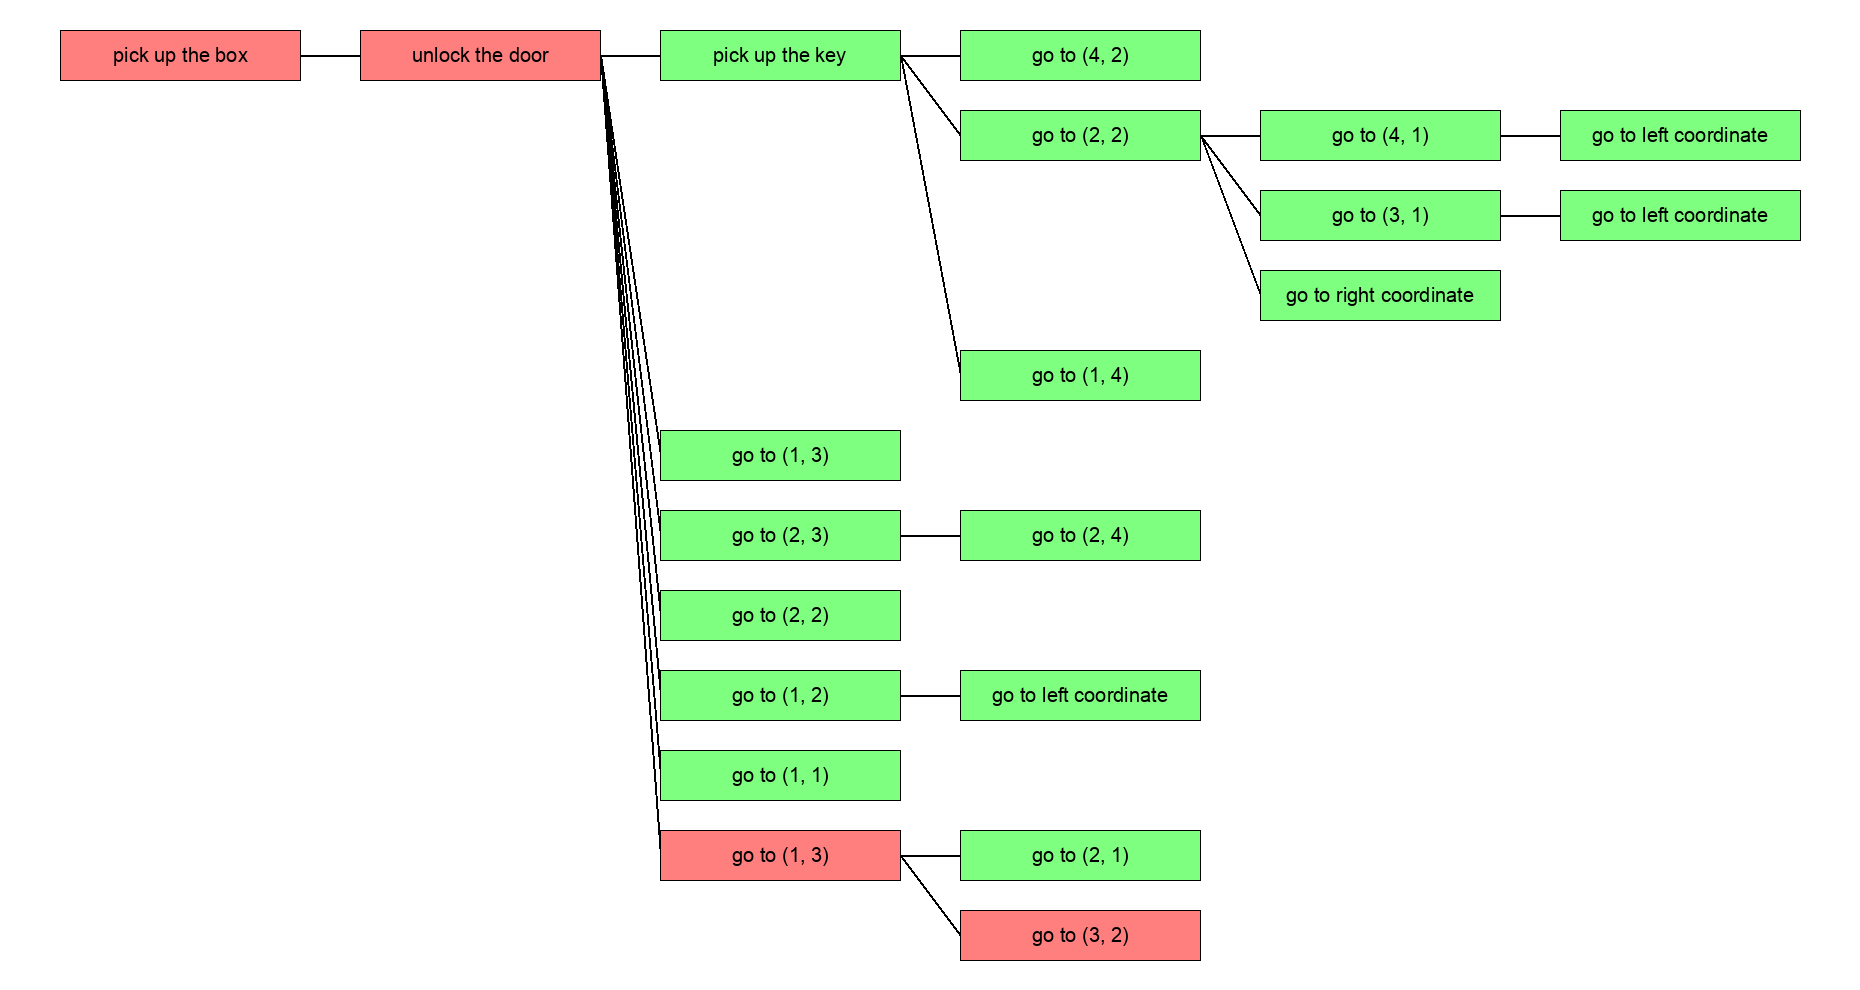 pick up the box
unlock the door
pick up the key
go to (4, 2)
go to (2, 2)
go to (4, 1)
go to left coordinate
go to (3, 1)
go to left coordinate
go to right coordinate
go to (1, 4)
go to (1, 3)
go to (2, 3)
go to (2, 4)
go to (2, 2)
go to (1, 2)
go to left coordinate
go to (1, 1)
go to (1, 3)
go to (2, 1)
go to (3, 2)